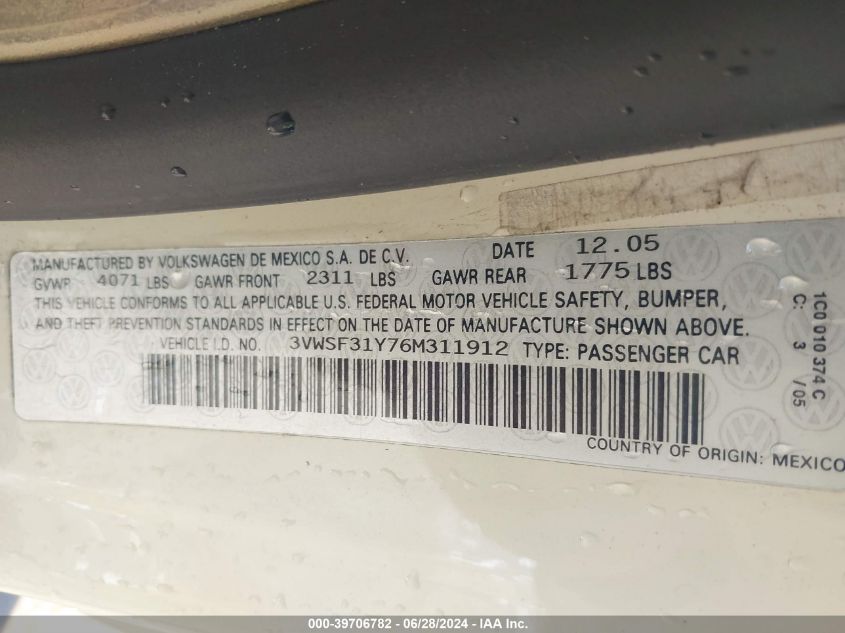 MANUFACTURED BY VOLKSWAGEN DE MEXICO S.A. DE C.V. DATE 12.05
GVWR 4071 LBS GAWR FRONT 2311 LBS GAWR REAR 1775 LBS
THIS VEHICLE CONFORMS TO ALL APPLICABLE U.S. FEDERAL MOTOR VEHICLE SAFETY, BUMPER,
AND THEFT PREVENTION STANDARDS IN EFFECT ON THE DATE OF MANUFACTURE SHOWN ABOVE.
VEHICLE I.D. NO. 3VWSF31Y76M311912 TYPE: PASSENGER CAR
COUNTRY OF ORIGIN: MEXICO
1C0 010 374 C
C: 3 /05
000-39706782 - 06/28/2024 - IAA Inc.